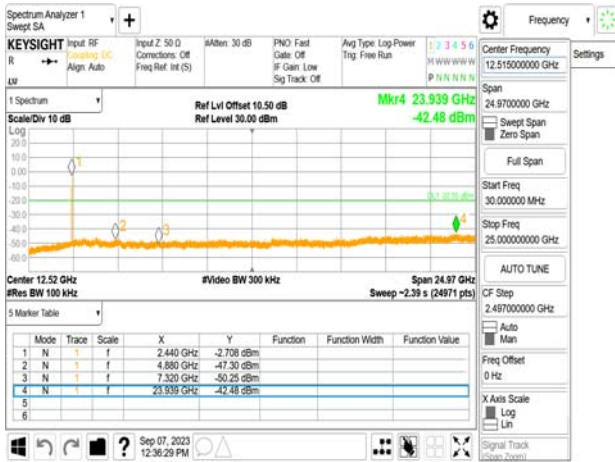 Spectrum Analyzer 1
Swept SA
Frequency
KEYSIGHT
Input: RF
Coupling: DC
Align: Auto
Input Z: 50 Ω
Corrections: Off
Freq Ref: Int (S)
#Atten: 30 dB
PNO: Fast
Gate: Off
IF Gain: Low
Sig Track: Off
Avg Type: Log-Power
Trig: Free Run
1 2 3 4 5 6
M W W W W W
P N N N N N
R
1 Spectrum
Scale/Div 10 dB
Ref Lvl Offset 10.50 dB
Ref Level 30.00 dBm
Mkr4 23.939 GHz
-42.48 dBm
Log
20.0
10.0
0.00
-10.0
-20.0
-30.0
-40.0
-50.0
-60.0
1
2
3
4
Center 12.52 GHz
#Video BW 300 kHz
Span 24.97 GHz
#Res BW 100 kHz
Sweep ~2.39 s (24971 pts)
5 Marker Table
Mode Trace Scale X Y Function Function Width Function Value
1 N 1 f 2.440 GHz -2.708 dBm
2 N 1 f 4.880 GHz -47.30 dBm
3 N 1 f 7.320 GHz -50.25 dBm
4 N 1 f 23.939 GHz -42.48 dBm
5
6
Sep 07, 2023
12:36:29 PM
Center Frequency
12.515000000 GHz
Settings
Span
24.9700000 GHz
Swept Span
Zero Span
Full Span
Start Freq
30.000000 MHz
Stop Freq
25.000000000 GHz
AUTO TUNE
CF Step
2.497000000 GHz
Auto
Man
Freq Offset
0 Hz
X Axis Scale
Log
Lin
Signal Track
(Span Zoom)